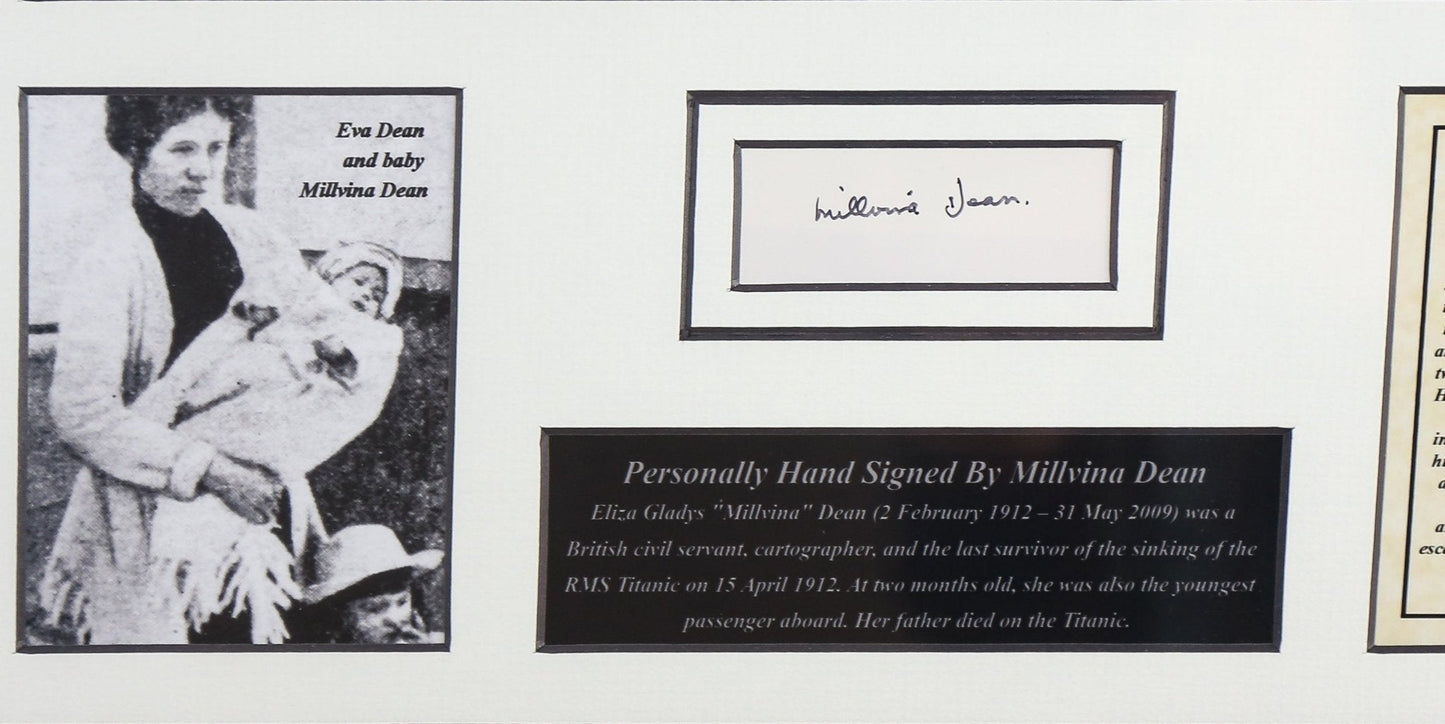 Eva Dean
and baby
Millvina Dean
Millvina Dean.
Personally Hand Signed By Millvina Dean
Eliza Gladys "Millvina" Dean (2 February 1912 – 31 May 2009) was a
British civil servant, cartographer, and the last survivor of the sinking of the
RMS Titanic on 15 April 1912. At two months old, she was also the youngest
passenger aboard. Her father died on the Titanic.